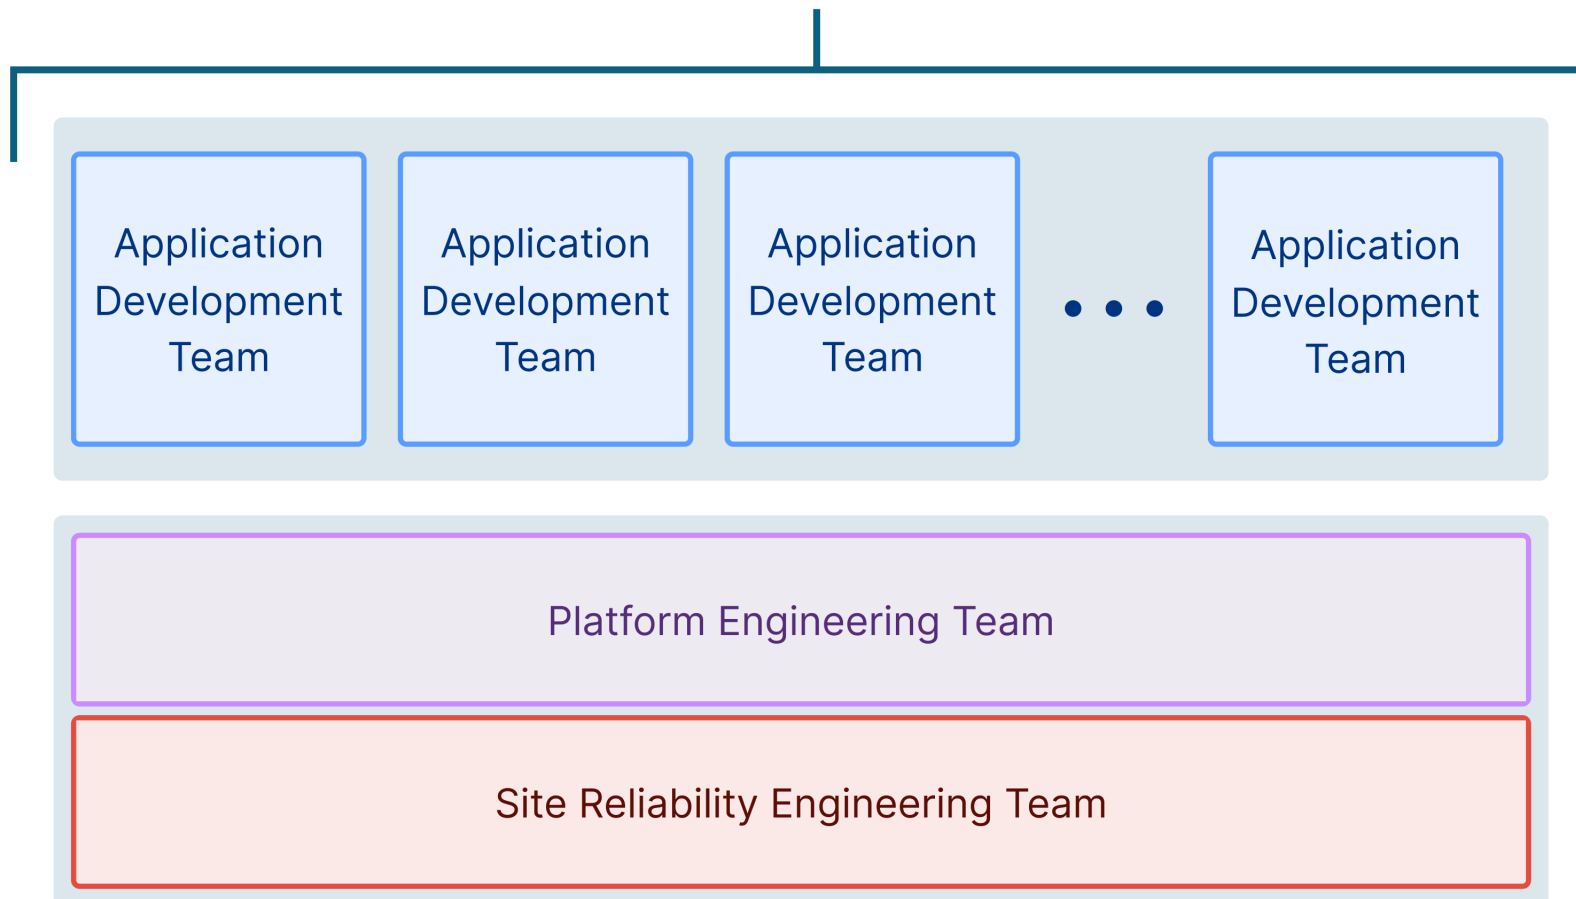 Application
Development
Team
Application
Development
Team
Application
Development
Team
• • •
Application
Development
Team
Platform Engineering Team
Site Reliability Engineering Team